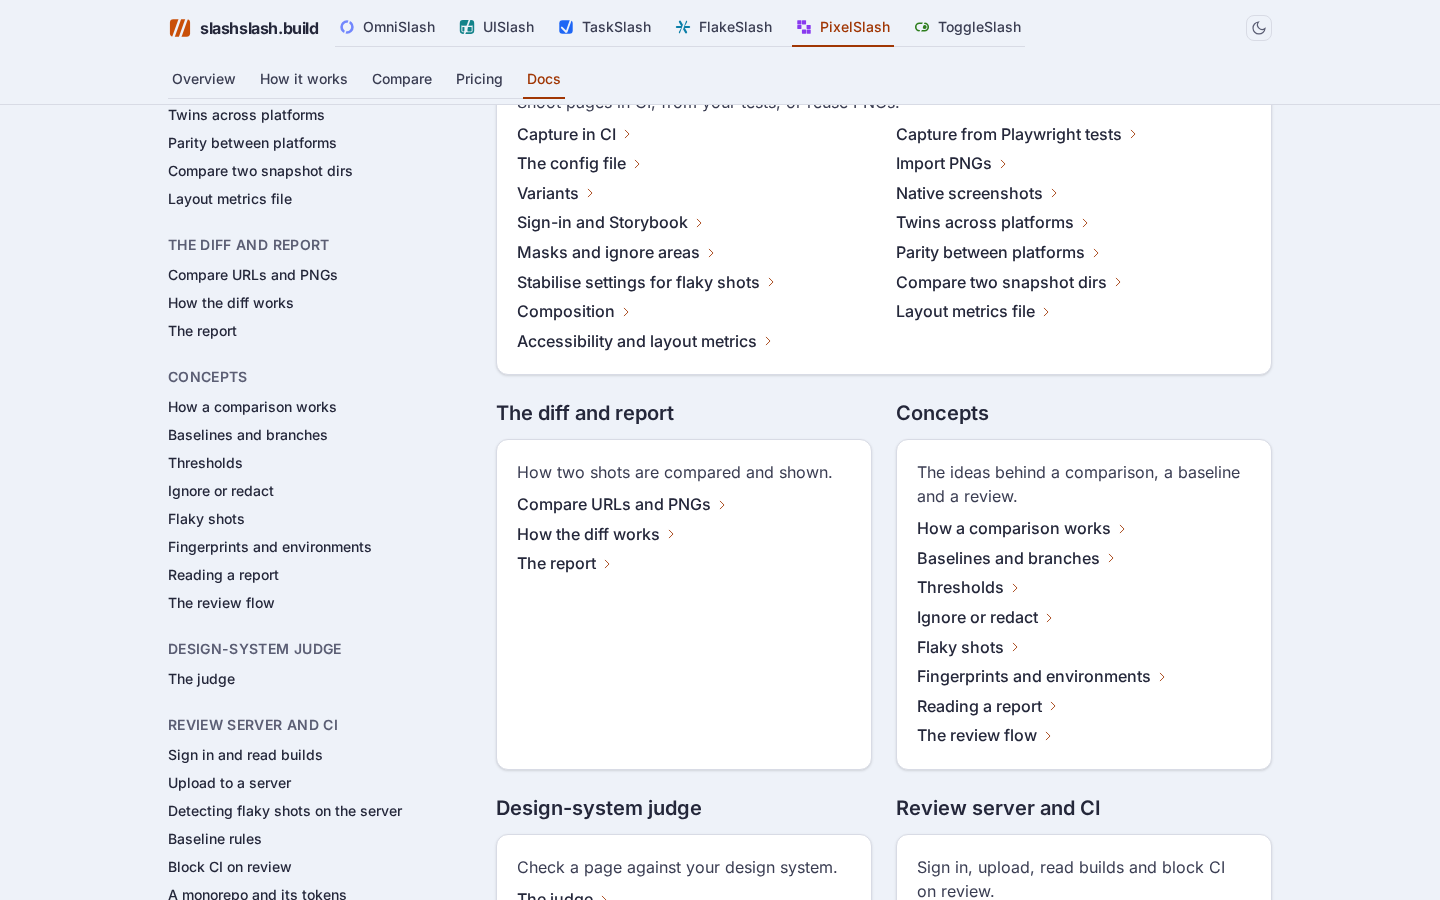 slashslash.build
OmniSlash
UISlash
TaskSlash
FlakeSlash
PixelSlash
ToggleSlash
Overview
How it works
Compare
Pricing
Docs
Twins across platforms
Parity between platforms
Compare two snapshot dirs
Layout metrics file
THE DIFF AND REPORT
Compare URLs and PNGs
How the diff works
The report
CONCEPTS
How a comparison works
Baselines and branches
Thresholds
Ignore or redact
Flaky shots
Fingerprints and environments
Reading a report
The review flow
DESIGN-SYSTEM JUDGE
The judge
REVIEW SERVER AND CI
Sign in and read builds
Upload to a server
Detecting flaky shots on the server
Baseline rules
Block CI on review
A monorepo and its tokens
Shoot pages in CI, from your tests, or reuse PNGs.
Capture in CI
The config file
Variants
Sign-in and Storybook
Masks and ignore areas
Stabilise settings for flaky shots
Composition
Accessibility and layout metrics
Capture from Playwright tests
Import PNGs
Native screenshots
Twins across platforms
Parity between platforms
Compare two snapshot dirs
Layout metrics file
The diff and report
How two shots are compared and shown.
Compare URLs and PNGs
How the diff works
The report
Concepts
The ideas behind a comparison, a baseline
and a review.
How a comparison works
Baselines and branches
Thresholds
Ignore or redact
Flaky shots
Fingerprints and environments
Reading a report
The review flow
Design-system judge
Check a page against your design system.
The judge
Review server and CI
Sign in, upload, read builds and block CI
on review.